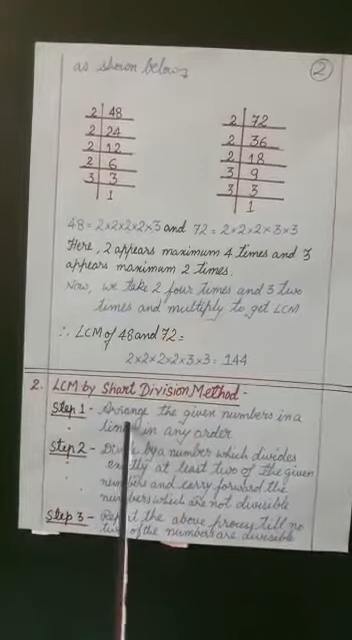 as shown below,
2
2 | 48
2 | 24
2 | 12
2 | 6
3 | 3
1
2 | 72
2 | 36
2 | 18
3 | 9
3 | 3
1
48 = 2×2×2×2×3 and 72 = 2×2×2×3×3
Here, 2 appears maximum 4 times and 3
appears maximum 2 times.
Now, we take 2 four times and 3 two
times and multiply to get LCM
∴ LCM of 48 and 72 =
2×2×2×2×3×3 = 144
2. LCM by Short Division Method -
Step 1 - Arrange the given numbers in a
line in any order
Step 2 - Divide by a number which divides
exactly at least two of the given
numbers and carry forward the
numbers which are not divisible
Step 3 - Repeat the above process till no
two of the numbers are divisible